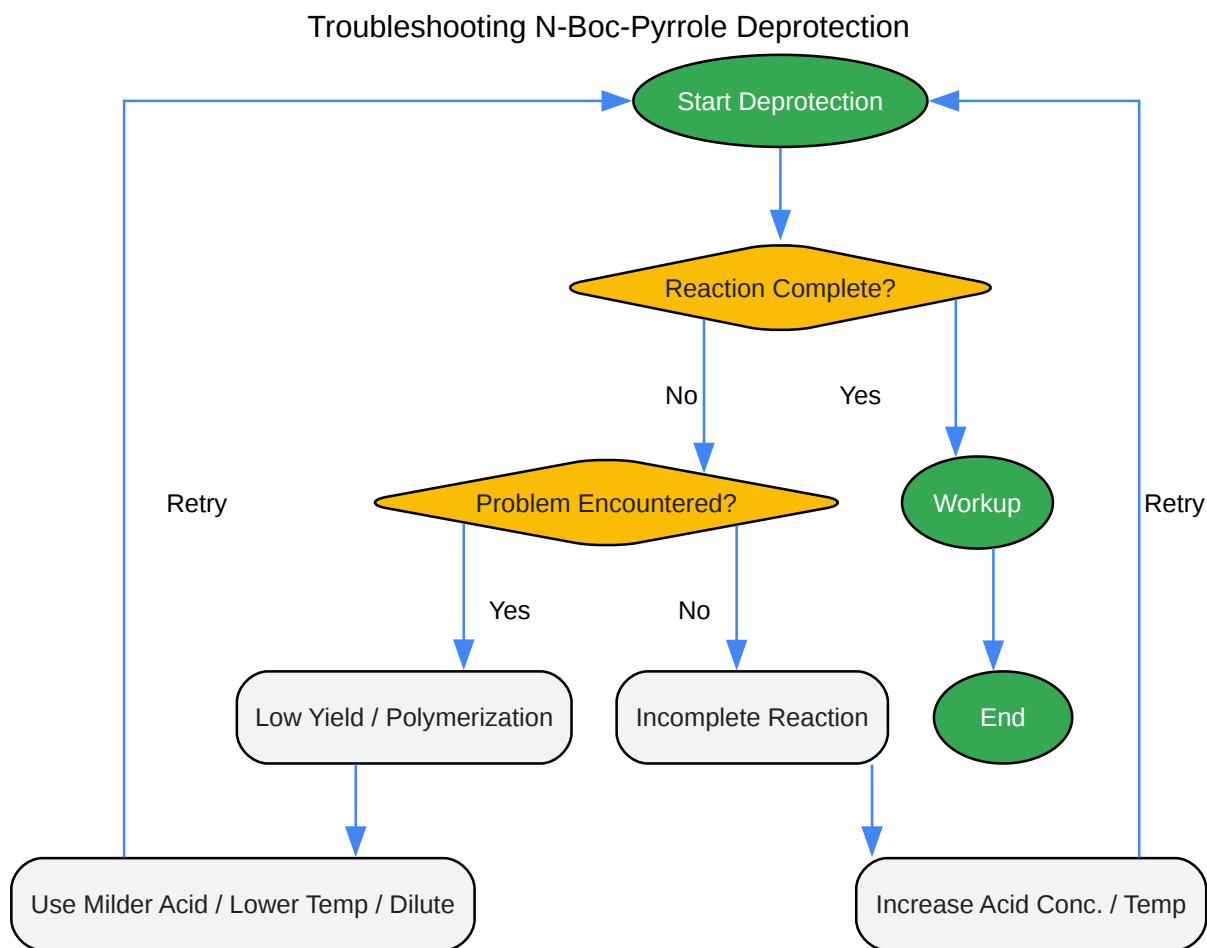 Troubleshooting N-Boc-Pyrrole Deprotection
Start Deprotection
Reaction Complete?
No
Yes
Retry
Problem Encountered?
Workup
Retry
Yes
No
Low Yield / Polymerization
Incomplete Reaction
End
Use Milder Acid / Lower Temp / Dilute
Increase Acid Conc. / Temp